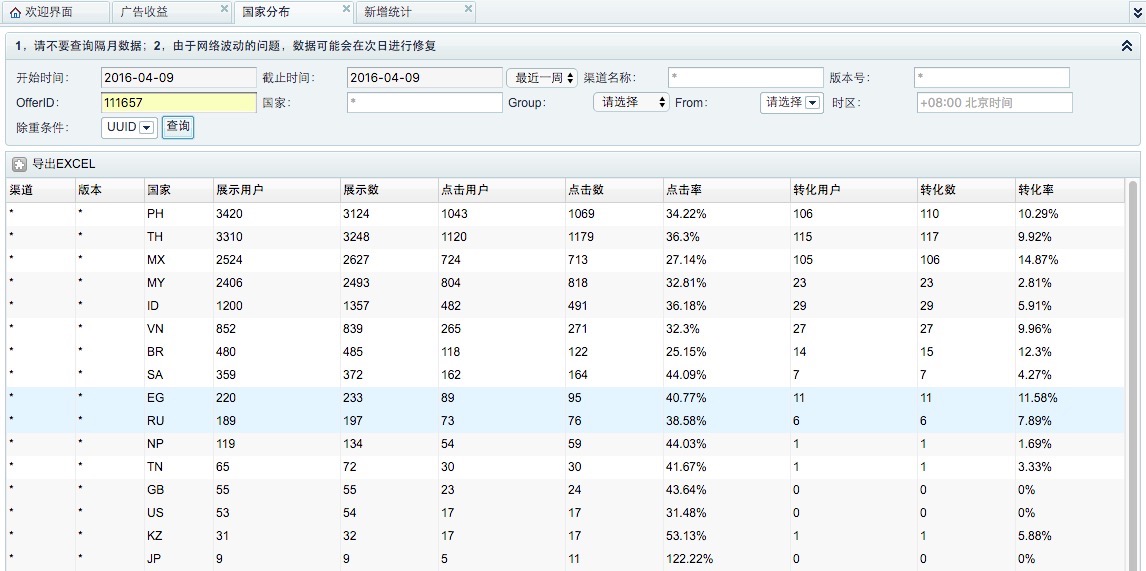 欢迎界面 广告收益 国家分布 新增统计
1，请不要查询隔月数据；2，由于网络波动的问题，数据可能会在次日进行修复
开始时间: 2016-04-09 截止时间: 2016-04-09 最近一周 渠道名称: * 版本号: *
OfferID: 111657 国家: * Group: 请选择 From: 请选择 时区: +08:00 北京时间
除重条件: UUID 查询
导出EXCEL
渠道 版本 国家 展示用户 展示数 点击用户 点击数 点击率 转化用户 转化数 转化率
* * PH 3420 3124 1043 1069 34.22% 106 110 10.29%
* * TH 3310 3248 1120 1179 36.3% 115 117 9.92%
* * MX 2524 2627 724 713 27.14% 105 106 14.87%
* * MY 2406 2493 804 818 32.81% 23 23 2.81%
* * ID 1200 1357 482 491 36.18% 29 29 5.91%
* * VN 852 839 265 271 32.3% 27 27 9.96%
* * BR 480 485 118 122 25.15% 14 15 12.3%
* * SA 359 372 162 164 44.09% 7 7 4.27%
* * EG 220 233 89 95 40.77% 11 11 11.58%
* * RU 189 197 73 76 38.58% 6 6 7.89%
* * NP 119 134 54 59 44.03% 1 1 1.69%
* * TN 65 72 30 30 41.67% 1 1 3.33%
* * GB 55 55 23 24 43.64% 0 0 0%
* * US 53 54 17 17 31.48% 0 0 0%
* * KZ 31 32 17 17 53.13% 1 1 5.88%
* * JP 9 9 5 11 122.22% 0 0 0%